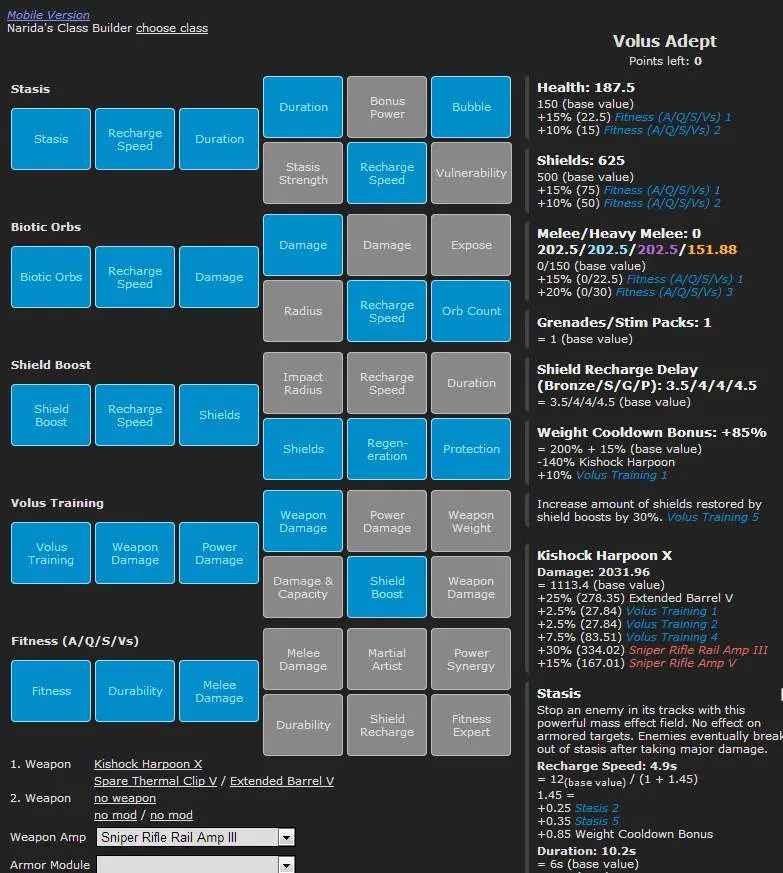 Mobile Version
Narida's Class Builder choose class
Stasis
Stasis
Recharge
Speed
Duration
Duration
Bonus
Power
Bubble
Stasis
Strength
Recharge
Speed
Vulnerability
Biotic Orbs
Biotic Orbs
Recharge
Speed
Damage
Damage
Damage
Expose
Radius
Recharge
Speed
Orb Count
Shield Boost
Shield
Boost
Recharge
Speed
Shields
Impact
Radius
Recharge
Speed
Duration
Shields
Regen-
eration
Protection
Volus Training
Volus
Training
Weapon
Damage
Power
Damage
Weapon
Damage
Power
Damage
Weapon
Weight
Damage &
Capacity
Shield
Boost
Weapon
Damage
Fitness (A/Q/S/Vs)
Fitness
Durability
Melee
Damage
Melee
Damage
Martial
Artist
Power
Synergy
Durability
Shield
Recharge
Fitness
Expert
1. Weapon Kishock Harpoon X
Spare Thermal Clip V / Extended Barrel V
2. Weapon no weapon
no mod / no mod
Weapon Amp Sniper Rifle Rail Amp III
Armor Module
Volus Adept
Points left: 0
Health: 187.5
150 (base value)
+15% (22.5) Fitness (A/Q/S/Vs) 1
+10% (15) Fitness (A/Q/S/Vs) 2
Shields: 625
500 (base value)
+15% (75) Fitness (A/Q/S/Vs) 1
+10% (50) Fitness (A/Q/S/Vs) 2
Melee/Heavy Melee: 0
202.5/202.5/202.5/151.88
0/150 (base value)
+15% (0/22.5) Fitness (A/Q/S/Vs) 1
+20% (0/30) Fitness (A/Q/S/Vs) 3
Grenades/Stim Packs: 1
= 1 (base value)
Shield Recharge Delay
(Bronze/S/G/P): 3.5/4/4/4.5
= 3.5/4/4/4.5 (base value)
Weight Cooldown Bonus: +85%
= 200% + 15% (base value)
-140% Kishock Harpoon
+10% Volus Training 1
Increase amount of shields restored by
shield boosts by 30%. Volus Training 5
Kishock Harpoon X
Damage: 2031.96
= 1113.4 (base value)
+25% (278.35) Extended Barrel V
+2.5% (27.84) Volus Training 1
+2.5% (27.84) Volus Training 2
+7.5% (83.51) Volus Training 4
+30% (334.02) Sniper Rifle Rail Amp III
+15% (167.01) Sniper Rifle Amp V
Stasis
Stop an enemy in its tracks with this
powerful mass effect field. No effect on
armored targets. Enemies eventually break
out of stasis after taking major damage.
Recharge Speed: 4.9s
= 12(base value) / (1 + 1.45)
1.45 =
+0.25 Stasis 2
+0.35 Stasis 5
+0.85 Weight Cooldown Bonus
Duration: 10.2s
= 6s (base value)